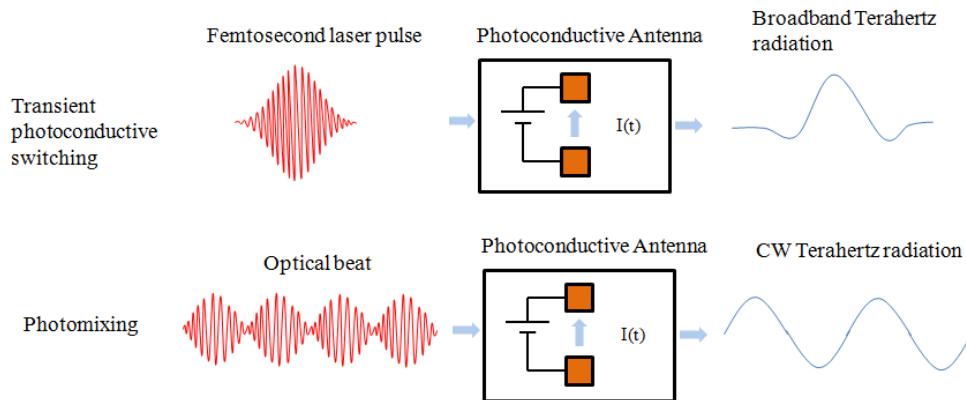 Femtosecond laser pulse
Photoconductive Antenna
Broadband Terahertz
radiation
Transient
photoconductive
switching
I(t)
Optical beat
Photoconductive Antenna
CW Terahertz radiation
Photomixing
I(t)